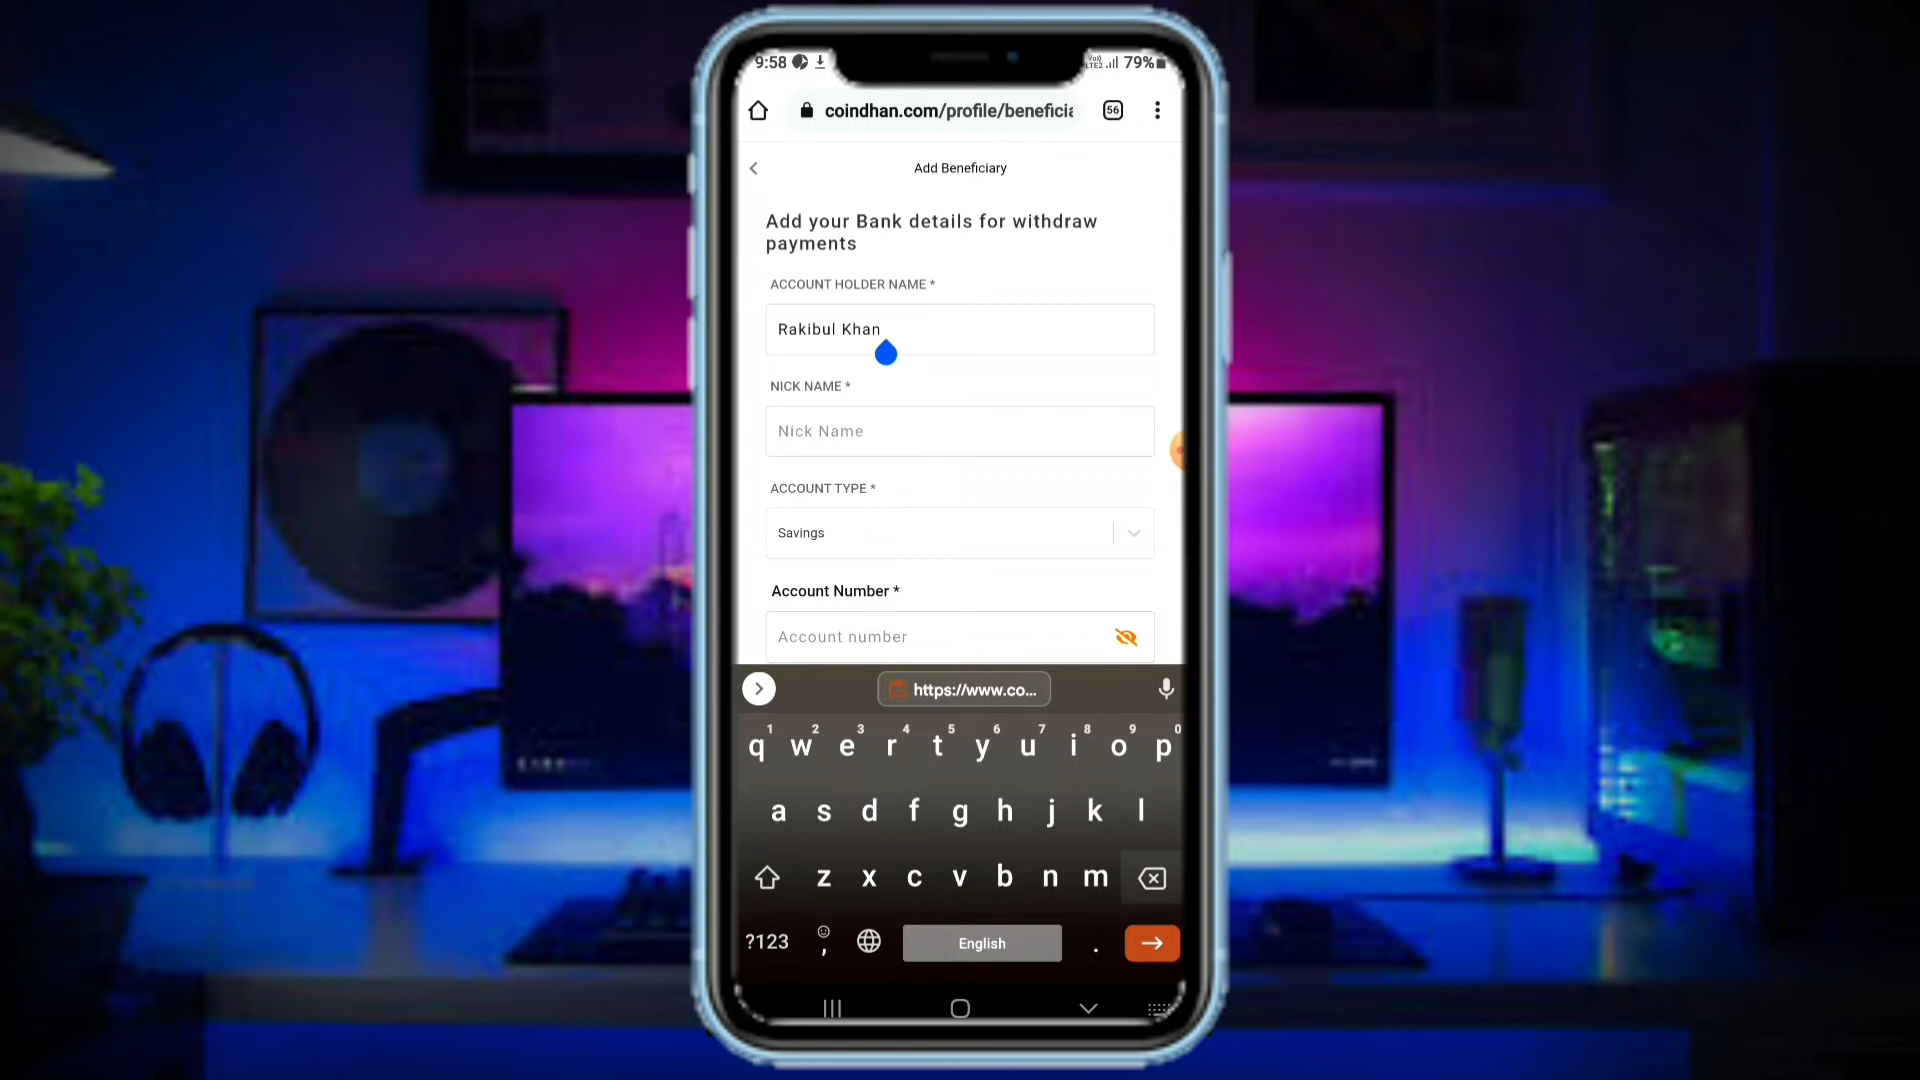 9:58
Vo))
LTE2
79%
coindhan.com/profile/beneficia
56
Add Beneficiary
Add your Bank details for withdraw
payments
ACCOUNT HOLDER NAME *
Rakibul Khan
NICK NAME *
Nick Name
ACCOUNT TYPE *
Savings
Account Number *
Account number
https://www.co...
1 2 3 4 5 6 7 8 9 0
q w e r t y u i o p
a s d f g h j k l
z x c v b n m
?123 , English .